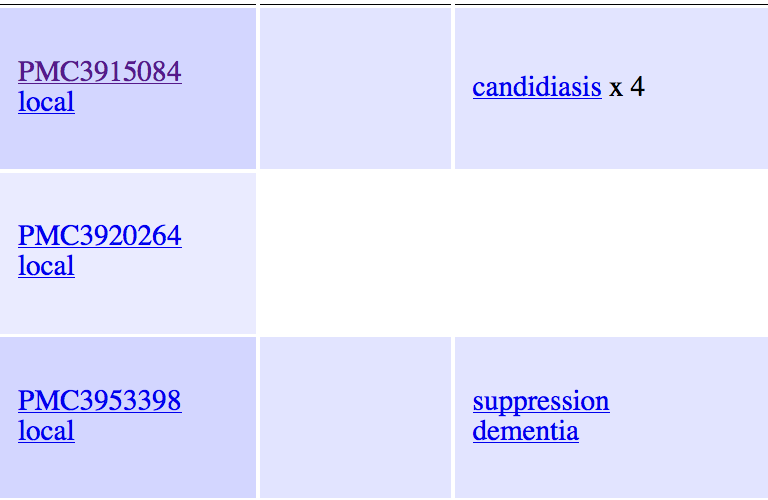 PMC3915084
local
candidiasis x 4
PMC3920264
local
PMC3953398
local
suppression
dementia